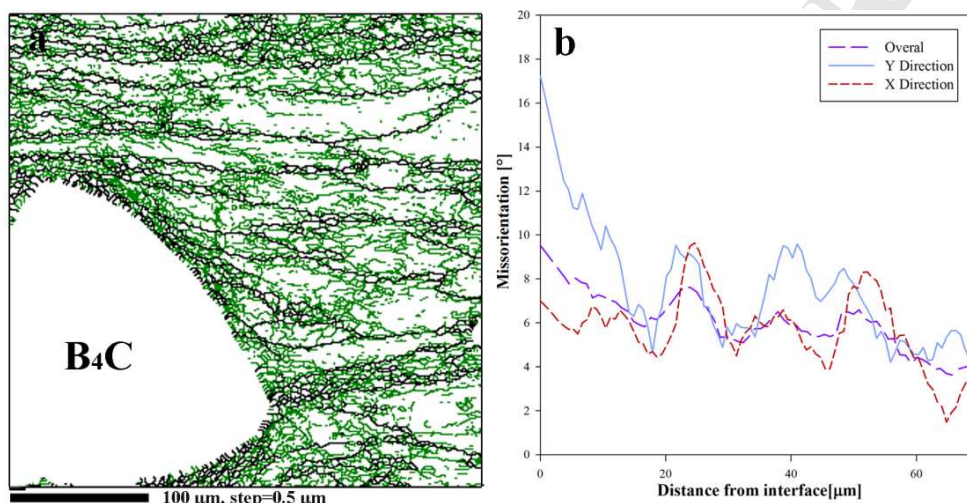 a
B₄C
100 µm, step=0.5 µm
b
20
18
16
14
12
10
8
6
4
2
0
Missorientation [°]
Overal
Y Direction
X Direction
0
20
40
60
Distance from interface[µm]